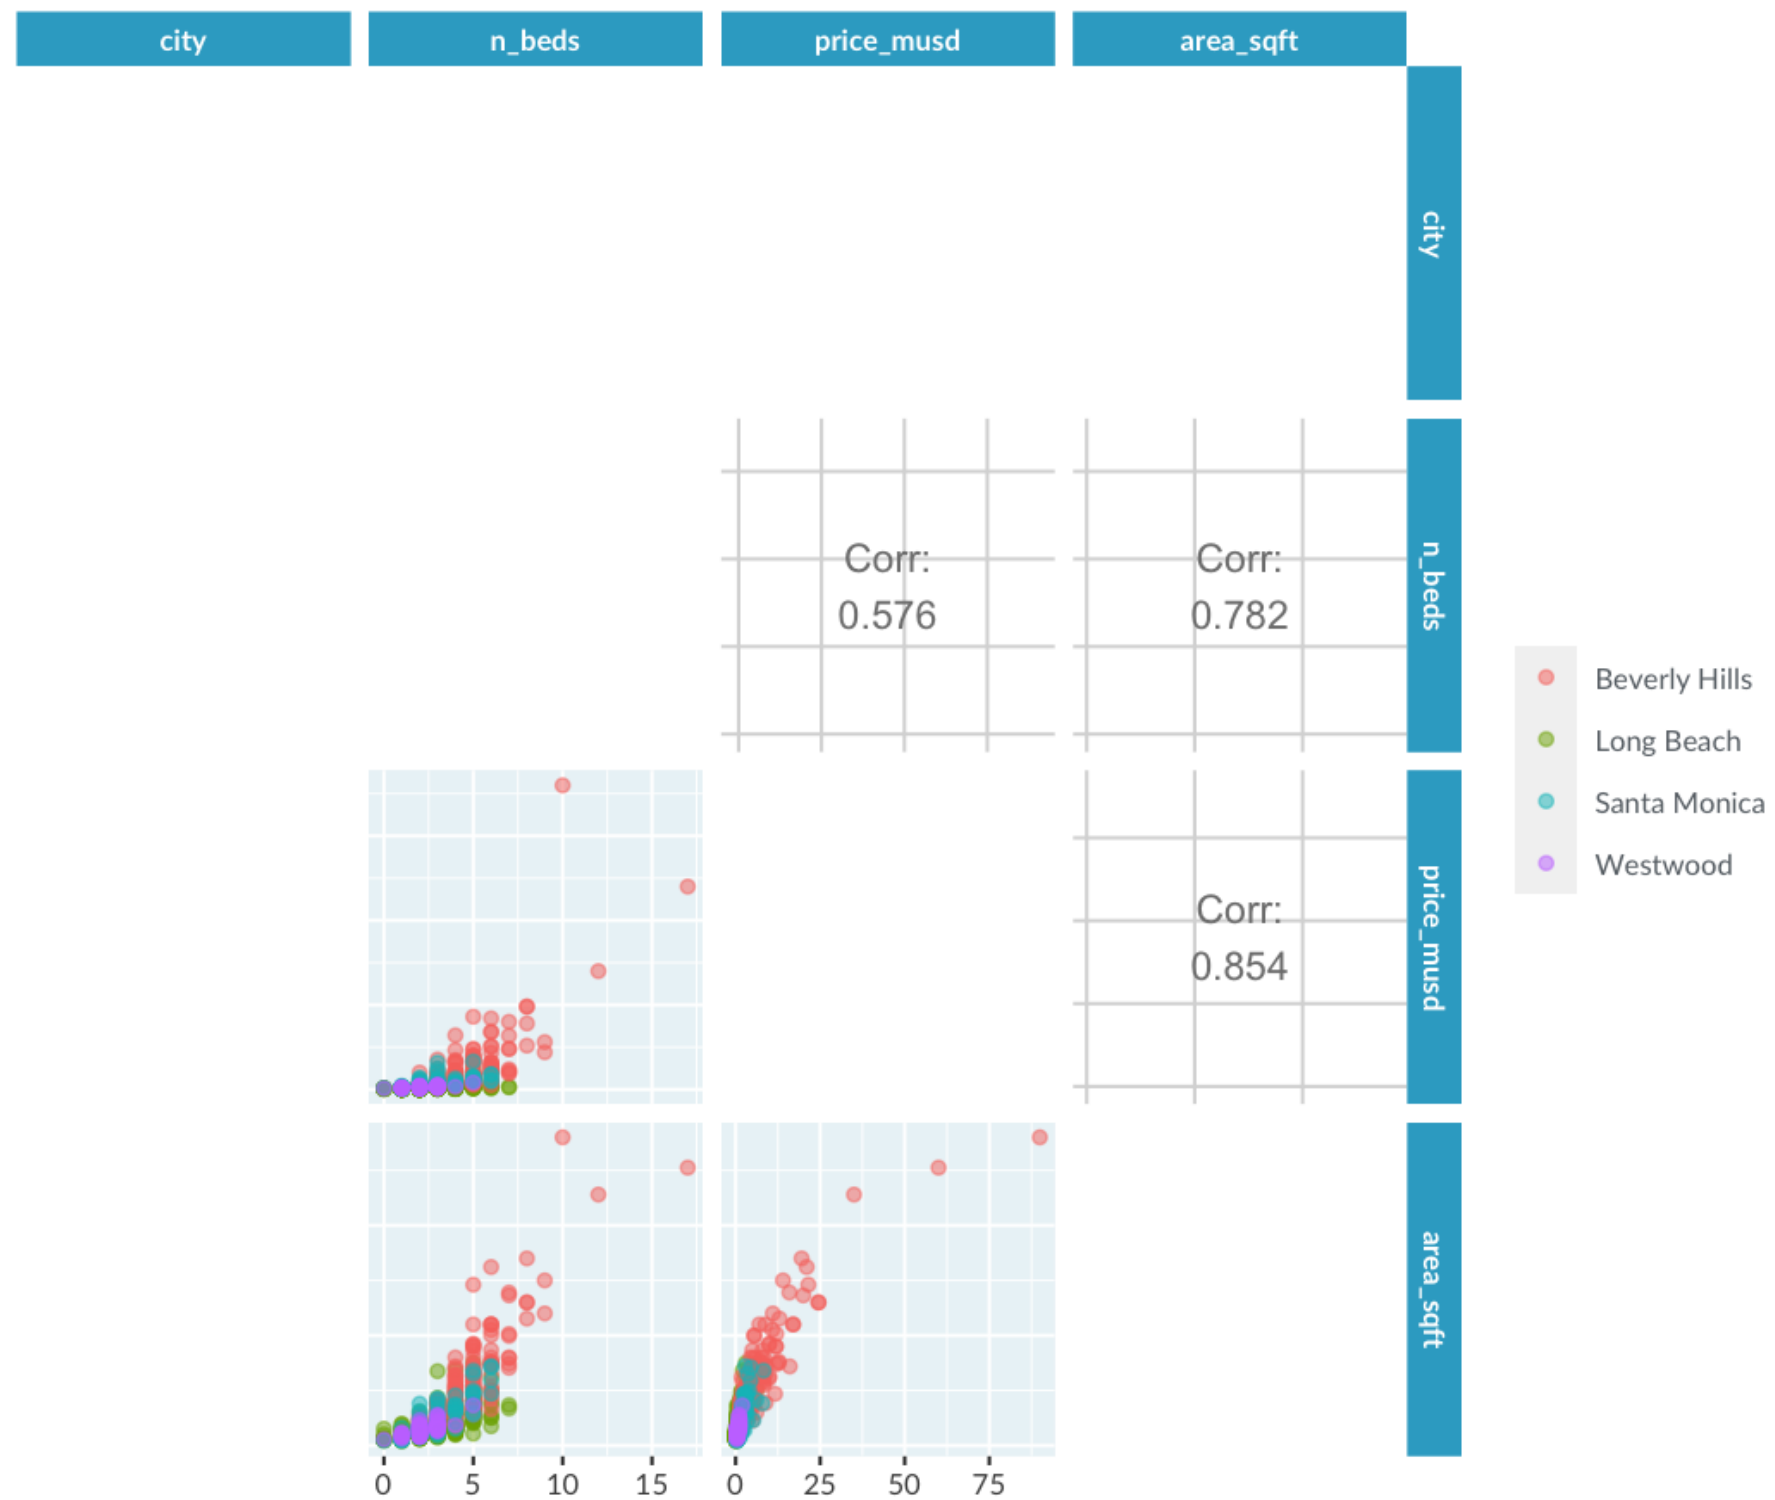 city n_beds price_musd area_sqft
city
Corr:
0.576
Corr:
0.782
n_beds
Corr:
0.854
price_musd
area_sqft
0 5 10 15
0 25 50 75
Beverly Hills
Long Beach
Santa Monica
Westwood